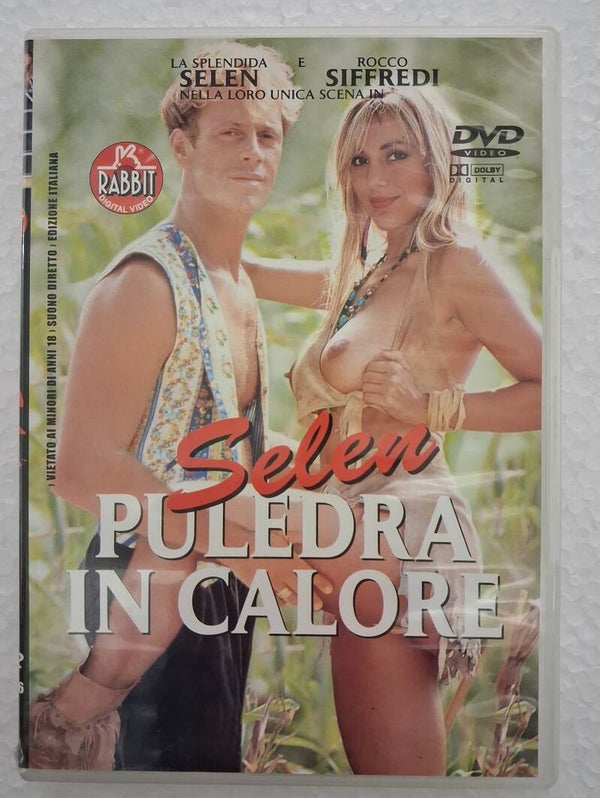 LA SPLENDIDA E ROCCO
SELEN SIFFREDI
NELLA LORO UNICA SCENA IN
DVD
VIDEO
DOLBY
DIGITAL
RABBIT
DIGITAL VIDEO
› VIETATO AI MINORI DI ANNI 18 › SUONO DIRETTO › EDIZIONE ITALIANA
Selen
PULEDRA
IN CALORE